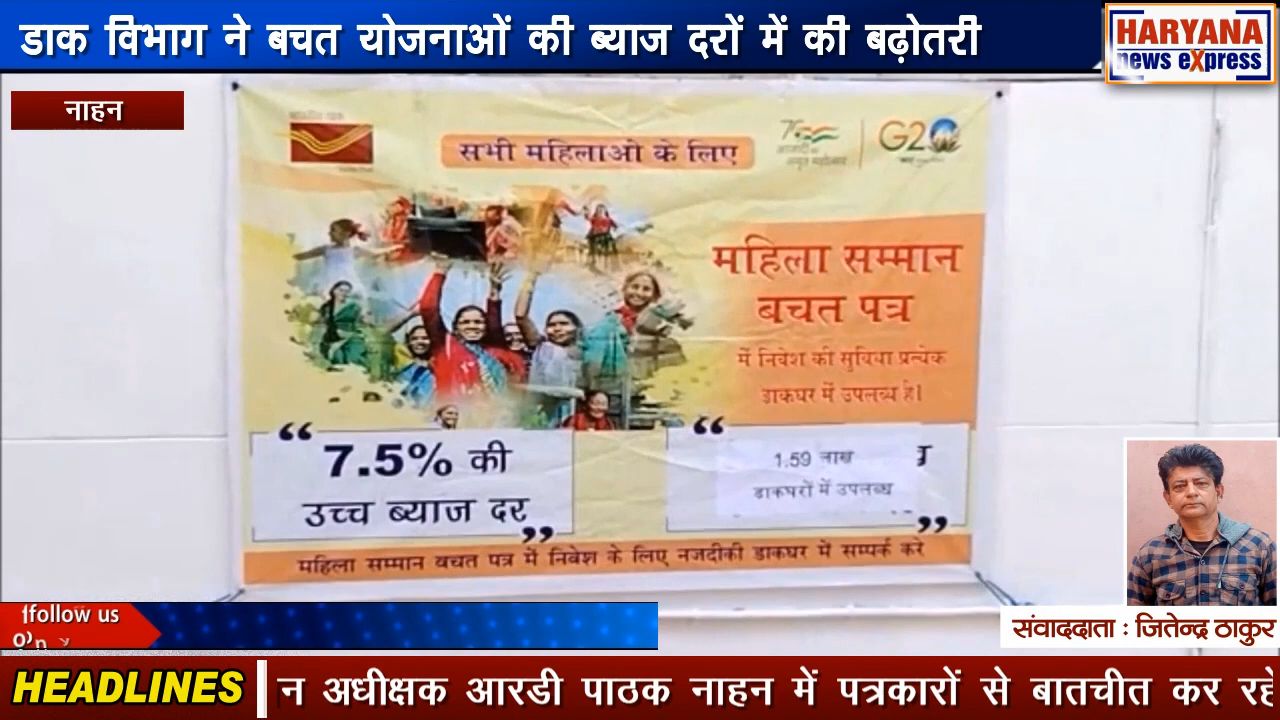 डाक विभाग ने बचत योजनाओं की ब्याज दरों में की बढ़ोतरी
HARYANA
news eXpress
नाहन
सभी महिलाओ के लिए
G20
महिला सम्मान
बचत पत्र
में निवेश की सुविधा प्रत्येक
डाकघर में उपलब्ध है।
“
7.5% की
उच्च ब्याज दर
”
“
1.59 लाख
डाकघरों में उपलब्ध
”
महिला सम्मान बचत पत्र में निवेश के लिए नजदीकी डाकघर में सम्पर्क करे
follow us
संवाददाता : जितेन्द्र ठाकुर
HEADLINES
न अधीक्षक आरडी पाठक नाहन में पत्रकारों से बातचीत कर रहे